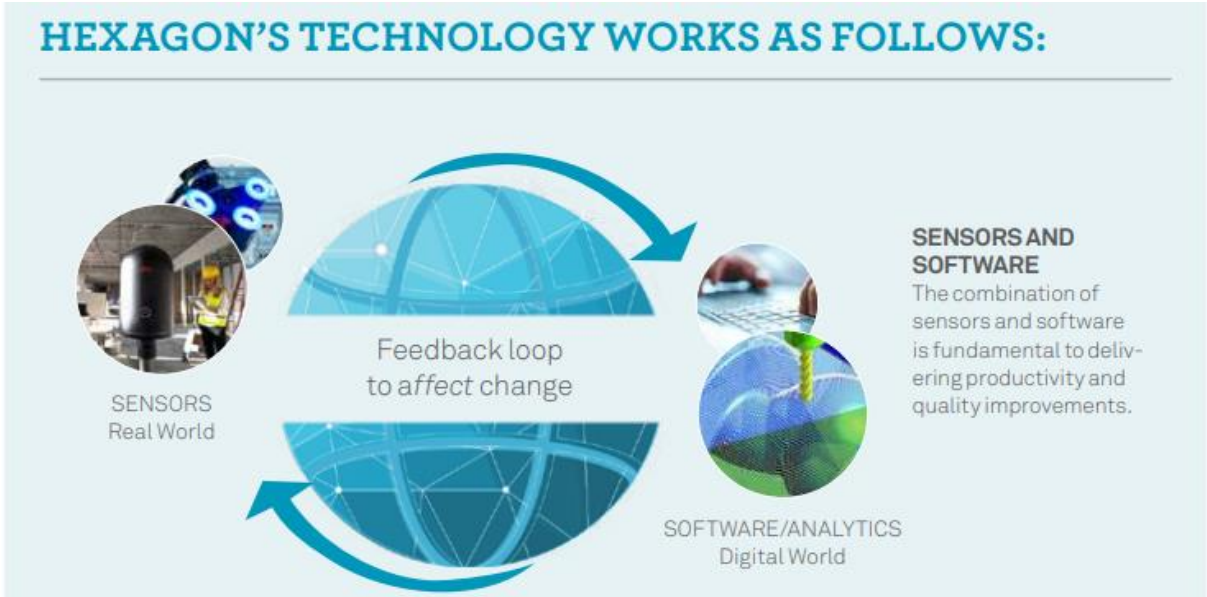 HEXAGON'S TECHNOLOGY WORKS AS FOLLOWS:
SENSORS
Real World
Feedback loop
to affect change
SOFTWARE/ANALYTICS
Digital World
SENSORS AND
SOFTWARE
The combination of
sensors and software
is fundamental to deliv-
ering productivity and
quality improvements.